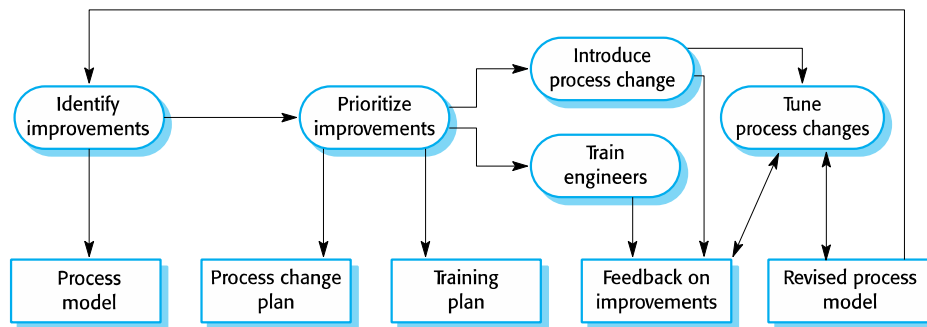 Identify
improvements
Prioritize
improvements
Introduce
process change
Train
engineers
Tune
process changes
Process
model
Process change
plan
Training
plan
Feedback on
improvements
Revised process
model